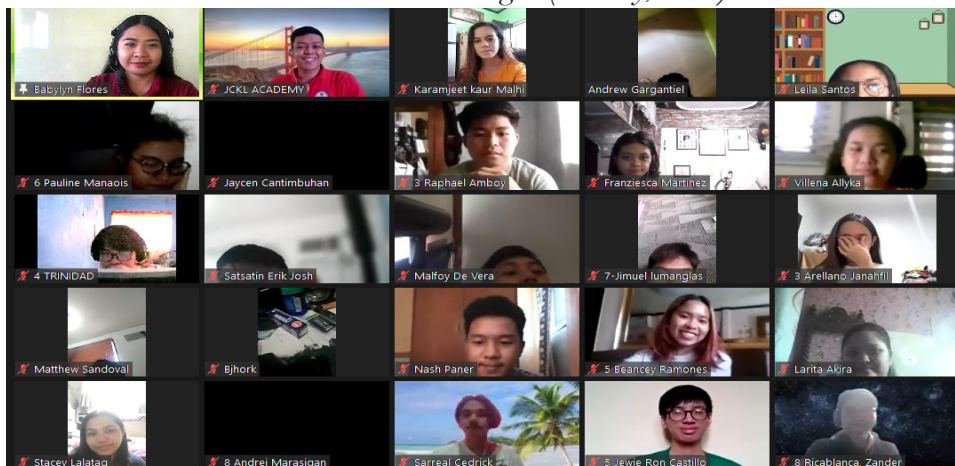 Babylyn Flores
JCKL ACADEMY
Karamjeet kaur Malhi
Andrew Gargantiel
Leila Santos
6 Pauline Manaois
Jaycen Cantimbuhan
3 Raphael Amboy
Franziesca Martinez
Villena Allyka
4 TRINIDAD
Satsatin Erik Josh
Malfoy De Vera
7-Jimuel lumanglas
3 Arellano Janahfil
Matthew Sandoval
Bjhork
Nash Paner
5 Beancey Ramones
Larita Akira
Stacey Lalatag
8 Andrei Marasigan
Sarreal Cedrick
5 Jewie Ron Castillo
8 Ricablanca, Zander